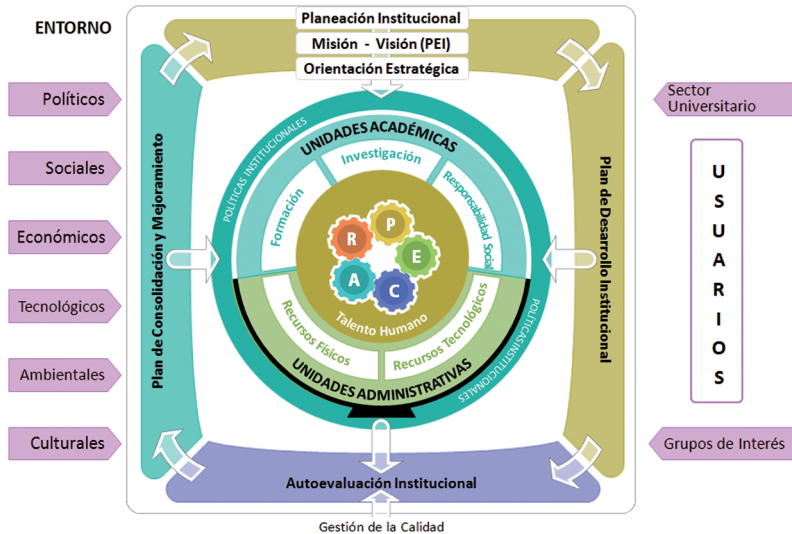 ENTORNO
Planeación Institucional
Misión - Visión (PEI)
Orientación Estratégica
Políticos
Sociales
Económicos
Tecnológicos
Ambientales
Culturales
Plan de Consolidación y Mejoramiento
POLÍTICAS INSTITUCIONALES
UNIDADES ACADÉMICAS
Formación
Investigación
Responsabilidad Social
R
P
E
A
C
Talento Humano
Recursos Físicos
Recursos Tecnológicos
UNIDADES ADMINISTRATIVAS
POLÍTICAS INSTITUCIONALES
Plan de Desarrollo Institucional
Sector
Universitario
U
S
U
A
R
I
O
S
Grupos de Interés
Autoevaluación Institucional
Gestión de la Calidad